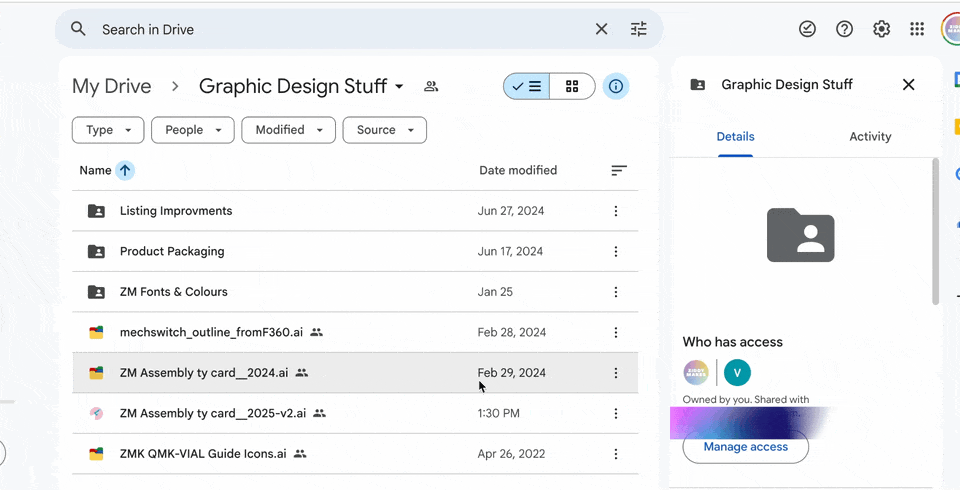 Search in Drive
My Drive > Graphic Design Stuff
Type People Modified Source
Name Date modified
Listing Improvments Jun 27, 2024
Product Packaging Jun 17, 2024
ZM Fonts & Colours Jan 25
mechswitch_outline_fromF360.ai Feb 28, 2024
ZM Assembly ty card__2024.ai Feb 29, 2024
ZM Assembly ty card__2025-v2.ai 1:30 PM
ZMK QMK-VIAL Guide Icons.ai Apr 26, 2022
Graphic Design Stuff
Details Activity
Who has access
V
Owned by you. Shared with
Manage access